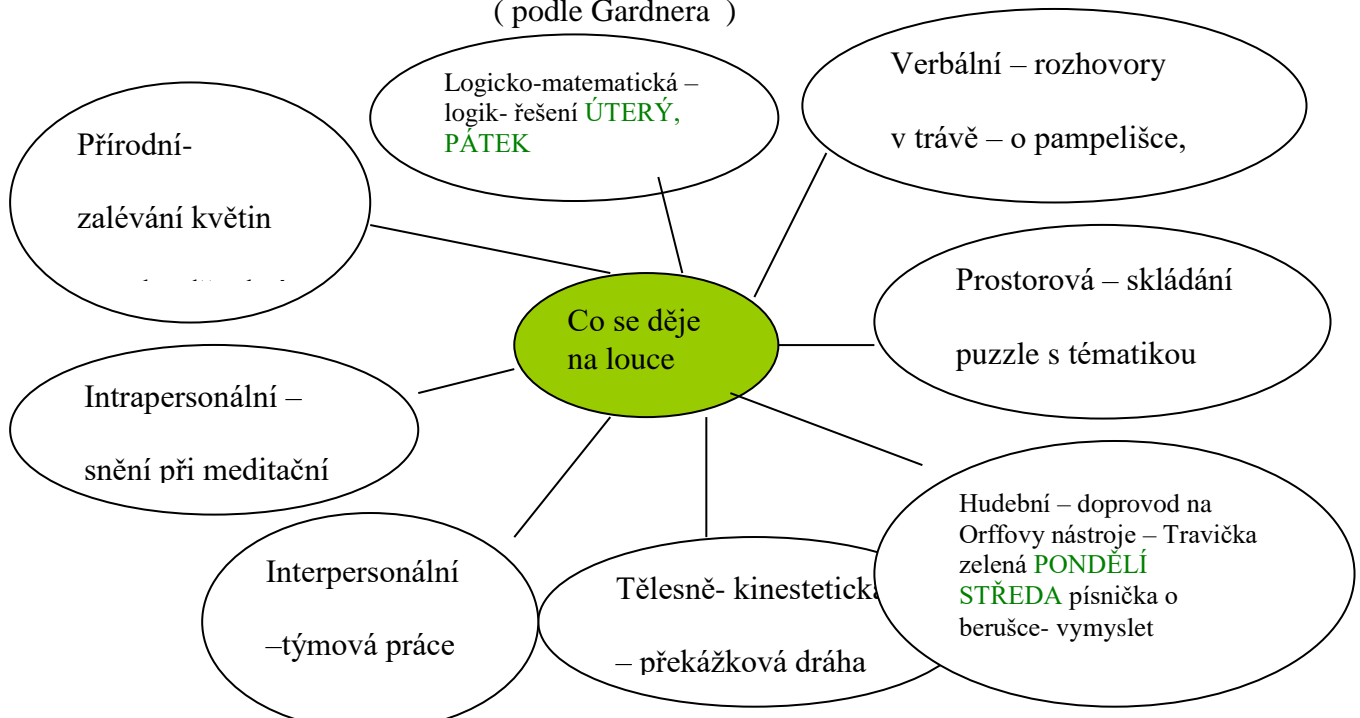 ( podle Gardnera )
Logicko-matematická –
logik- řešení ÚTERÝ,
PÁTEK
Verbální – rozhovory
v trávě – o pampelišce,
Přírodní-
zalévání květin
Prostorová – skládání
puzzle s tématikou
Co se děje
na louce
Intrapersonální –
snění při meditační
Hudební – doprovod na
Orffovy nástroje – Travička
zelená PONDĚLÍ
STŘEDA písnička o
berušce- vymyslet
Interpersonální
–týmová práce
Tělesně- kinestetická
– překážková dráha